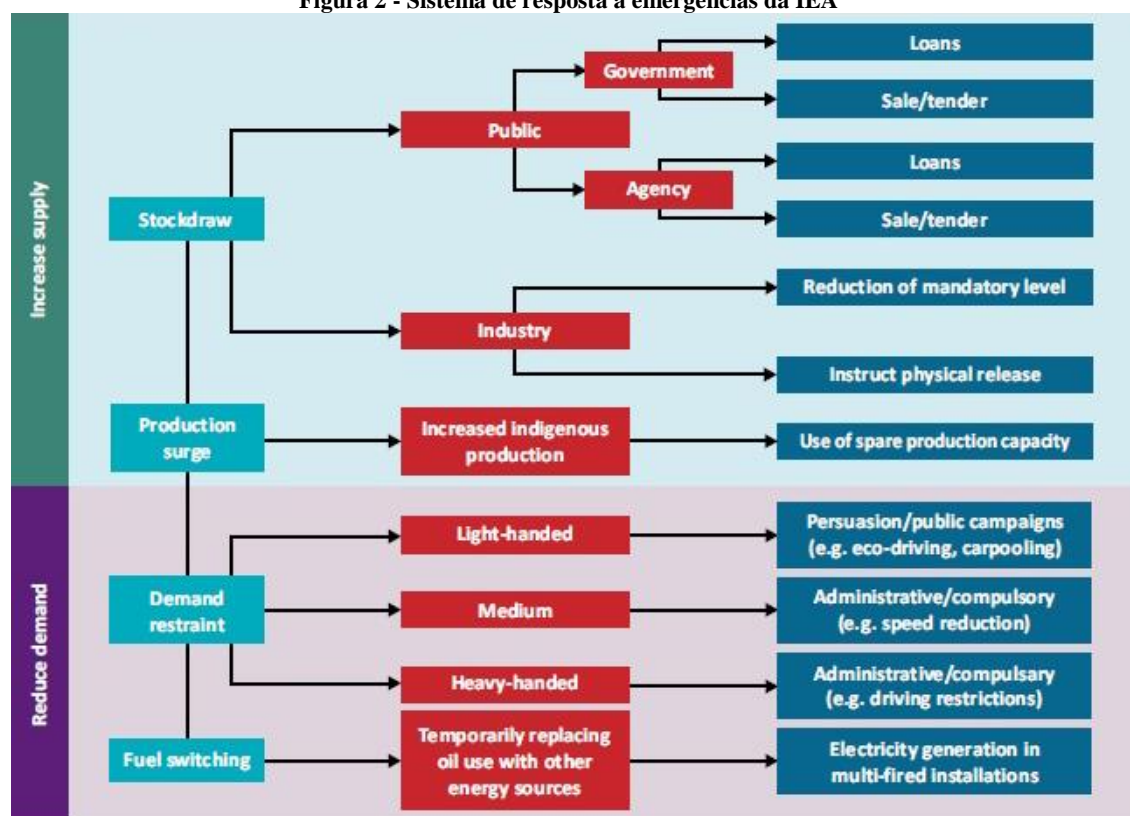 Figura 2 - Sistema de resposta a emergências da IEA
Increase supply
Stockdraw
Public
Government
Loans
Sale/tender
Agency
Loans
Sale/tender
Industry
Reduction of mandatory level
Instruct physical release
Production
surge
Increased indigenous
production
Use of spare production capacity
Reduce demand
Demand
restraint
Light-handed
Persuasion/public campaigns
(e.g. eco-driving, carpooling)
Medium
Administrative/compulsory
(e.g. speed reduction)
Heavy-handed
Administrative/compulsary
(e.g. driving restrictions)
Fuel switching
Temporarily replacing
oil use with other
energy sources
Electricity generation in
multi-fired installations